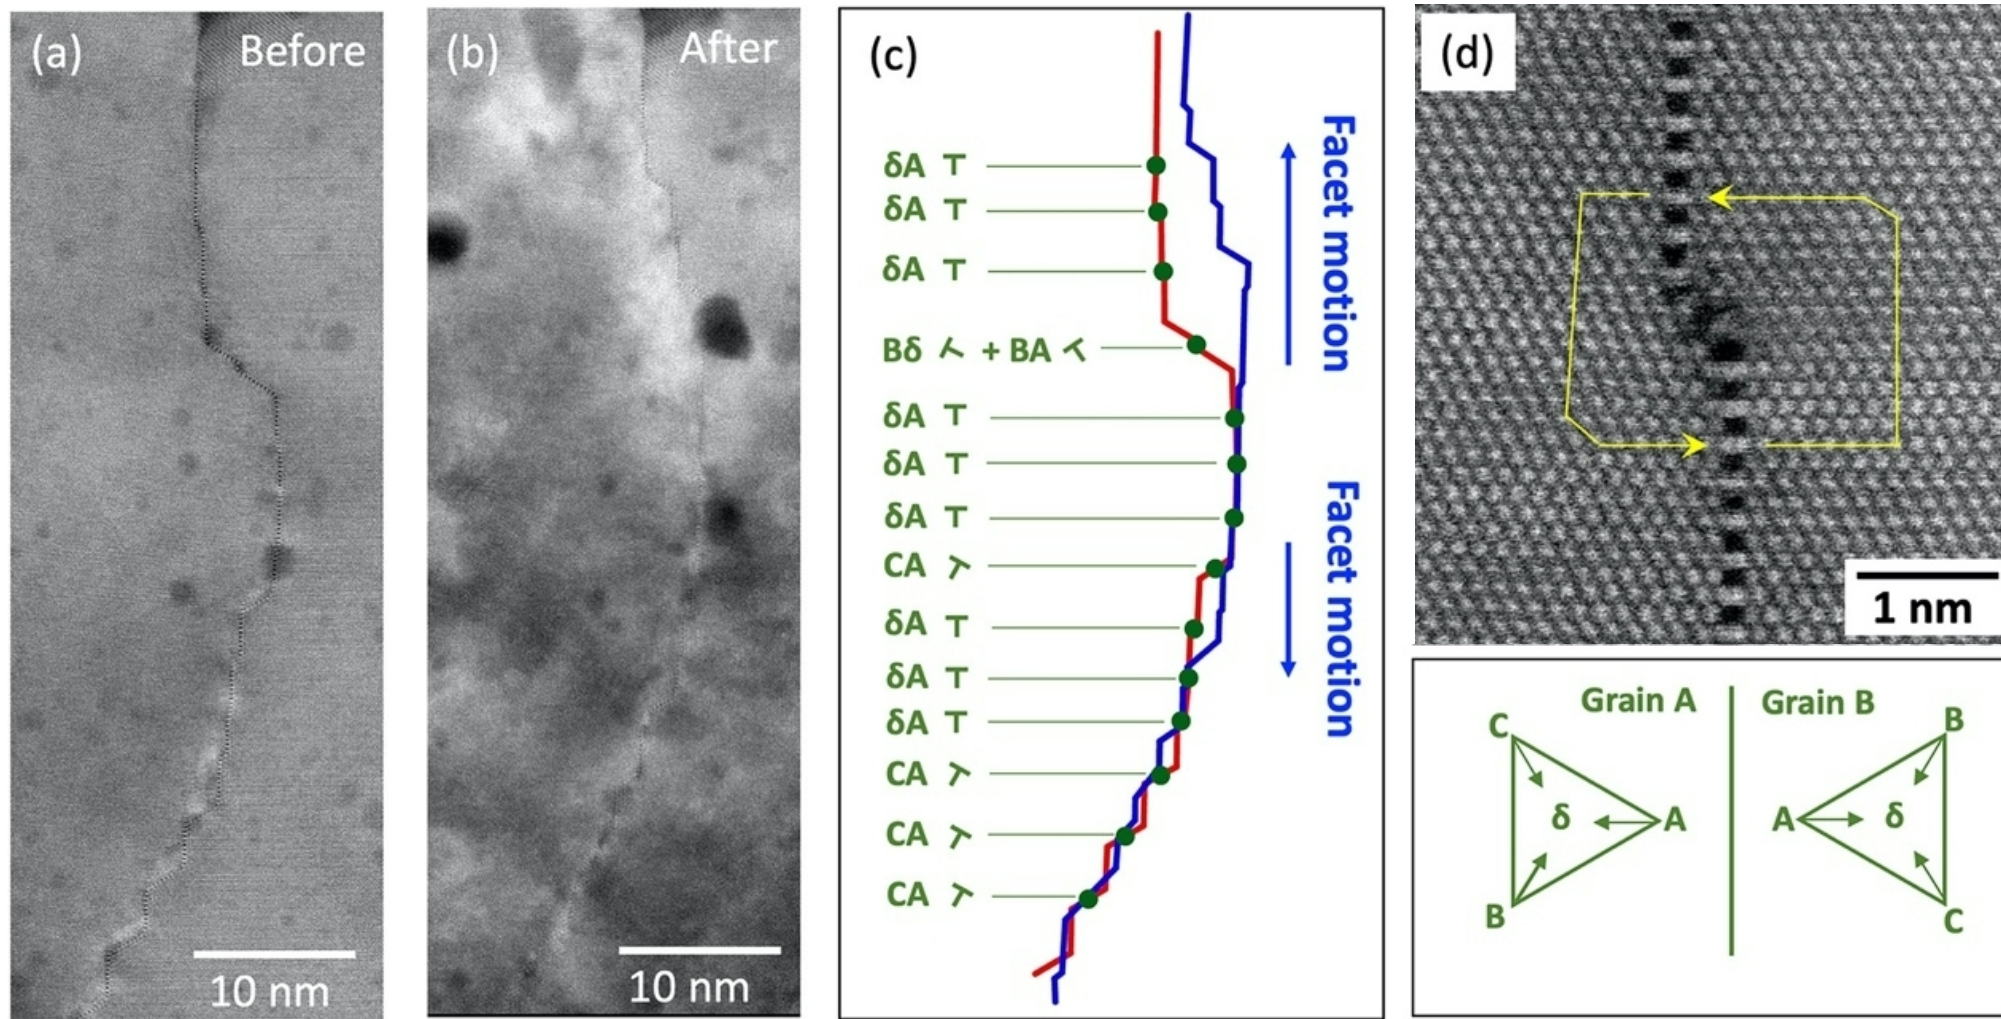 (a)
Before
10 nm
(b)
After
10 nm
(c)
δA ⊤
δA ⊤
δA ⊤
Bδ ⊤ + BA ⊤
δA ⊤
δA ⊤
δA ⊤
CA ⊤
δA ⊤
δA ⊤
δA ⊤
CA ⊤
CA ⊤
CA ⊤
Facet motion
Facet motion
(d)
1 nm
Grain A
Grain B
C
δ
A
B
B
A
δ
C